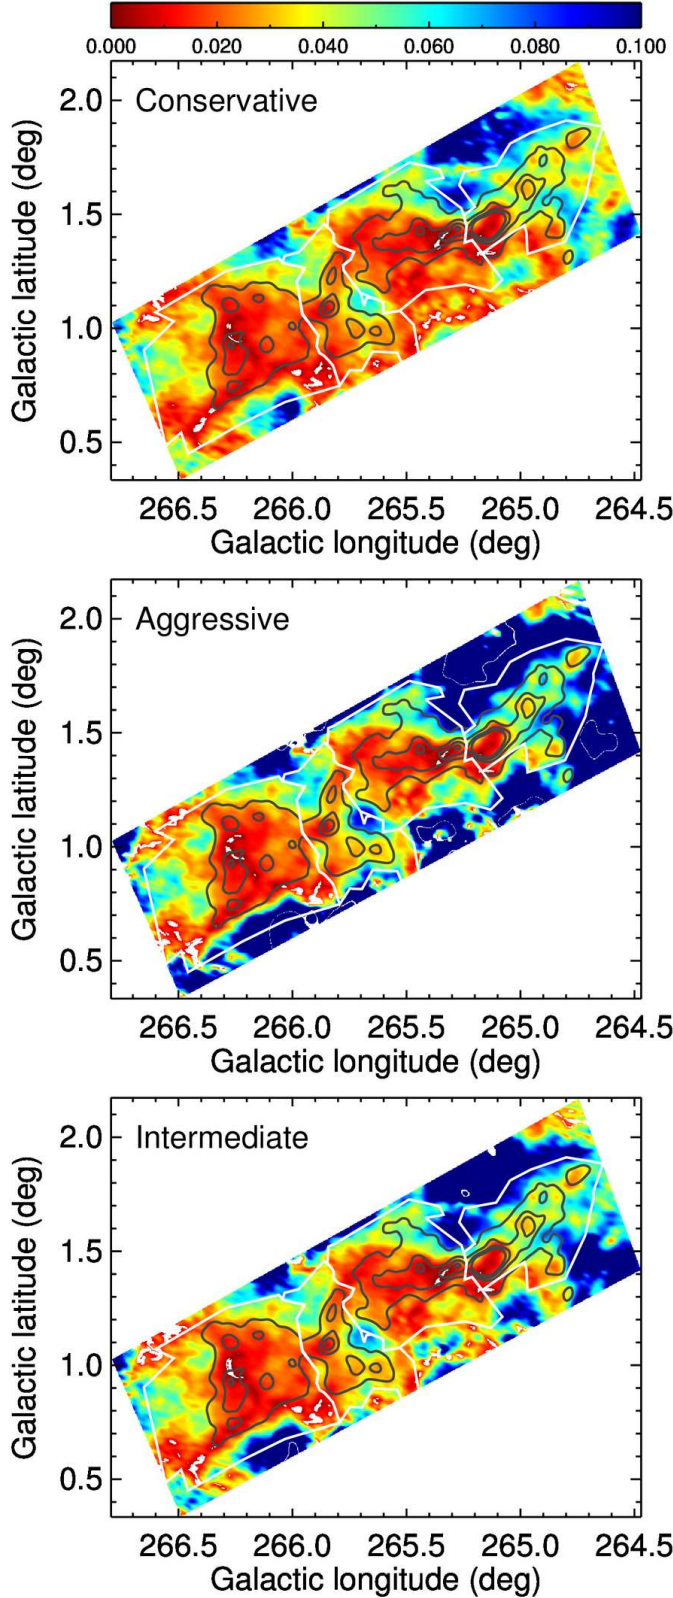 0.000 0.020 0.040 0.060 0.080 0.100
Conservative
2.0
1.5
1.0
0.5
Galactic latitude (deg)
266.5 266.0 265.5 265.0 264.5
Galactic longitude (deg)
Aggressive
2.0
1.5
1.0
0.5
Galactic latitude (deg)
266.5 266.0 265.5 265.0 264.5
Galactic longitude (deg)
Intermediate
2.0
1.5
1.0
0.5
Galactic latitude (deg)
266.5 266.0 265.5 265.0 264.5
Galactic longitude (deg)